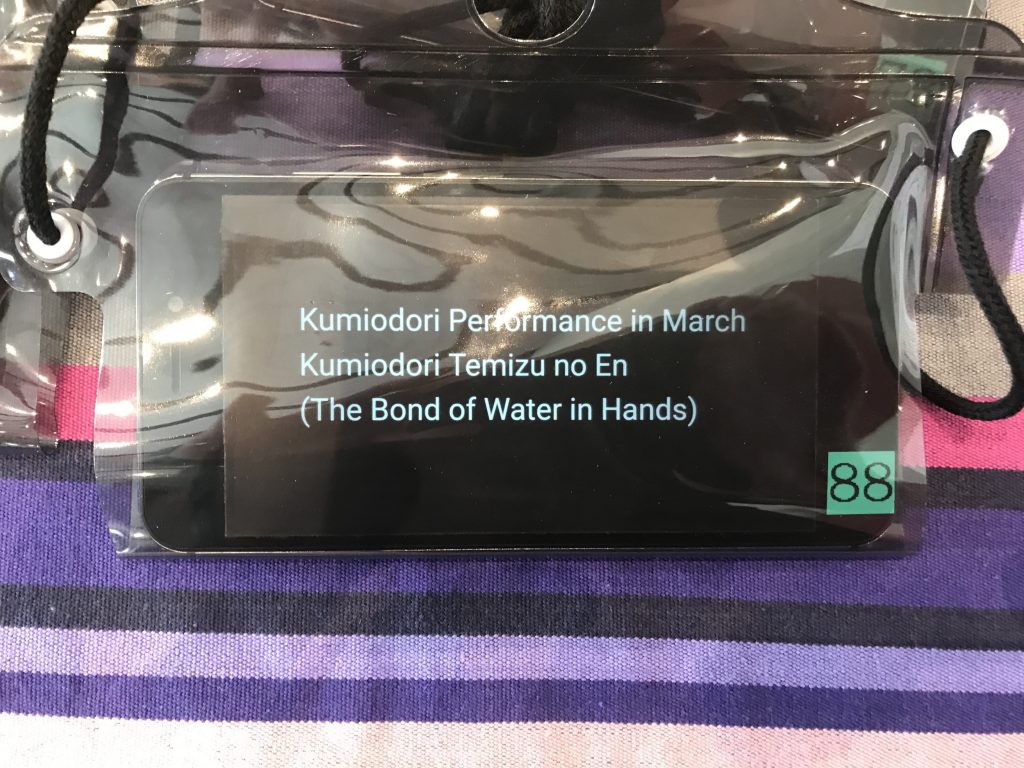 Kumiodori Performance in March
Kumiodori Temizu no En
(The Bond of Water in Hands)
88